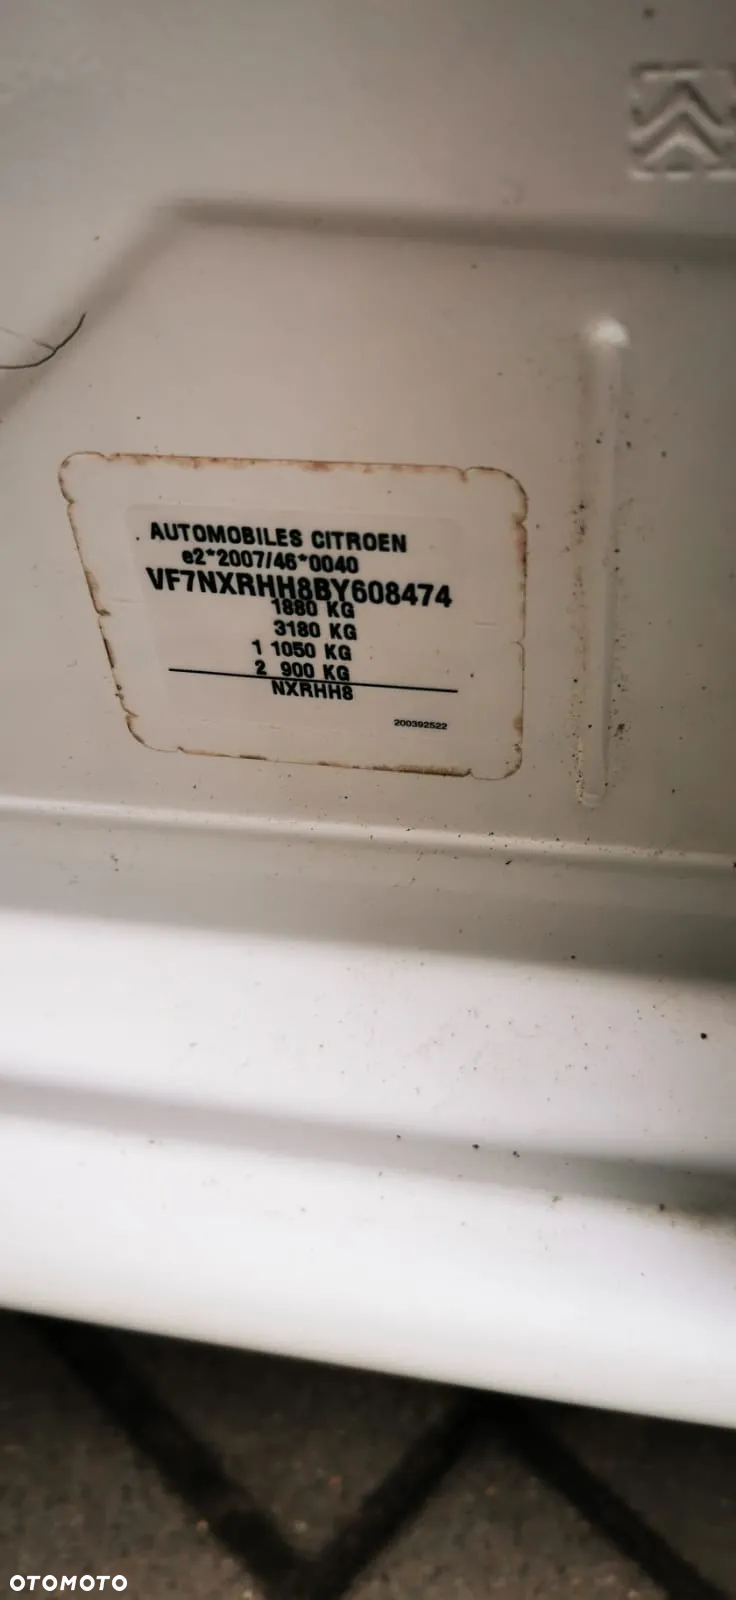 AUTOMOBILES CITROEN
e2*2007/46*0040
VF7NXRHH8BY608474
1880 KG
3180 KG
1 1050 KG
2 900 KG
NXRHH8
200392522
OTOMOTO